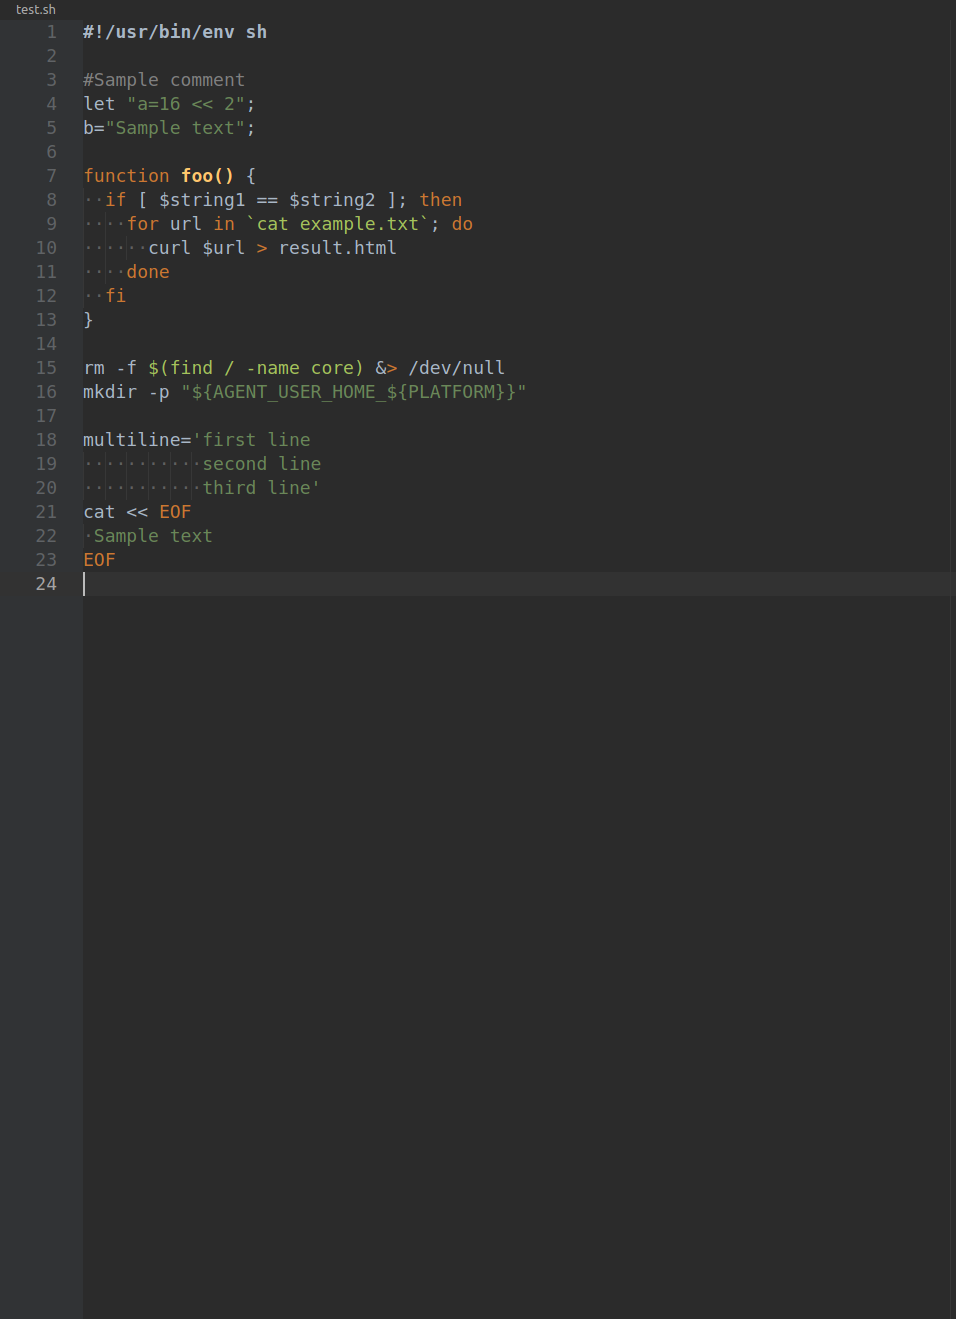 test.sh
1 #!/usr/bin/env sh
2
3 #Sample comment
4 let "a=16 << 2";
5 b="Sample text";
6
7 function foo() {
8 ··if [ $string1 == $string2 ]; then
9 ····for url in `cat example.txt`; do
10 ······curl $url > result.html
11 ····done
12 ··fi
13 }
14
15 rm -f $(find / -name core) &> /dev/null
16 mkdir -p "${AGENT_USER_HOME_${PLATFORM}}"
17
18 multiline='first line
19 ···········second line
20 ···········third line'
21 cat << EOF
22 ·Sample text
23 EOF
24